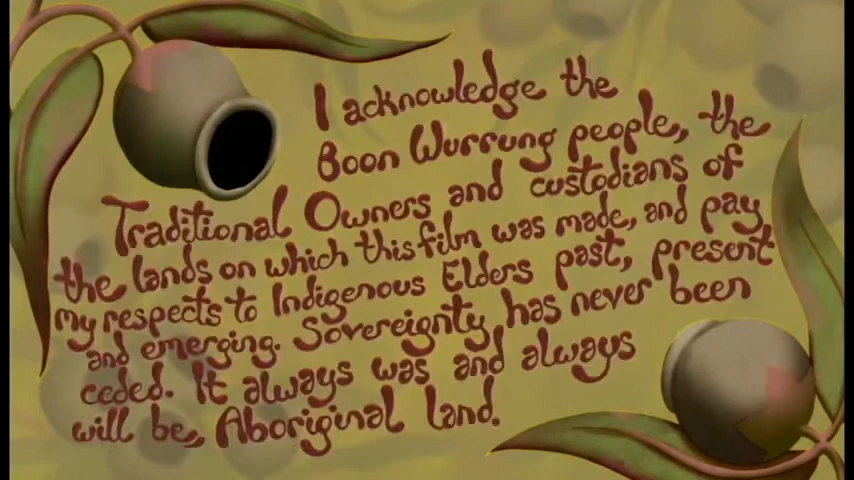 I acknowledge the
Boon Wurrung people, the
Traditional Owners and custodians of
the lands on which this film was made, and pay
my respects to Indigenous Elders past, present
and emerging. Sovereignty has never been
ceded. It always was and always
will be, Aboriginal land.